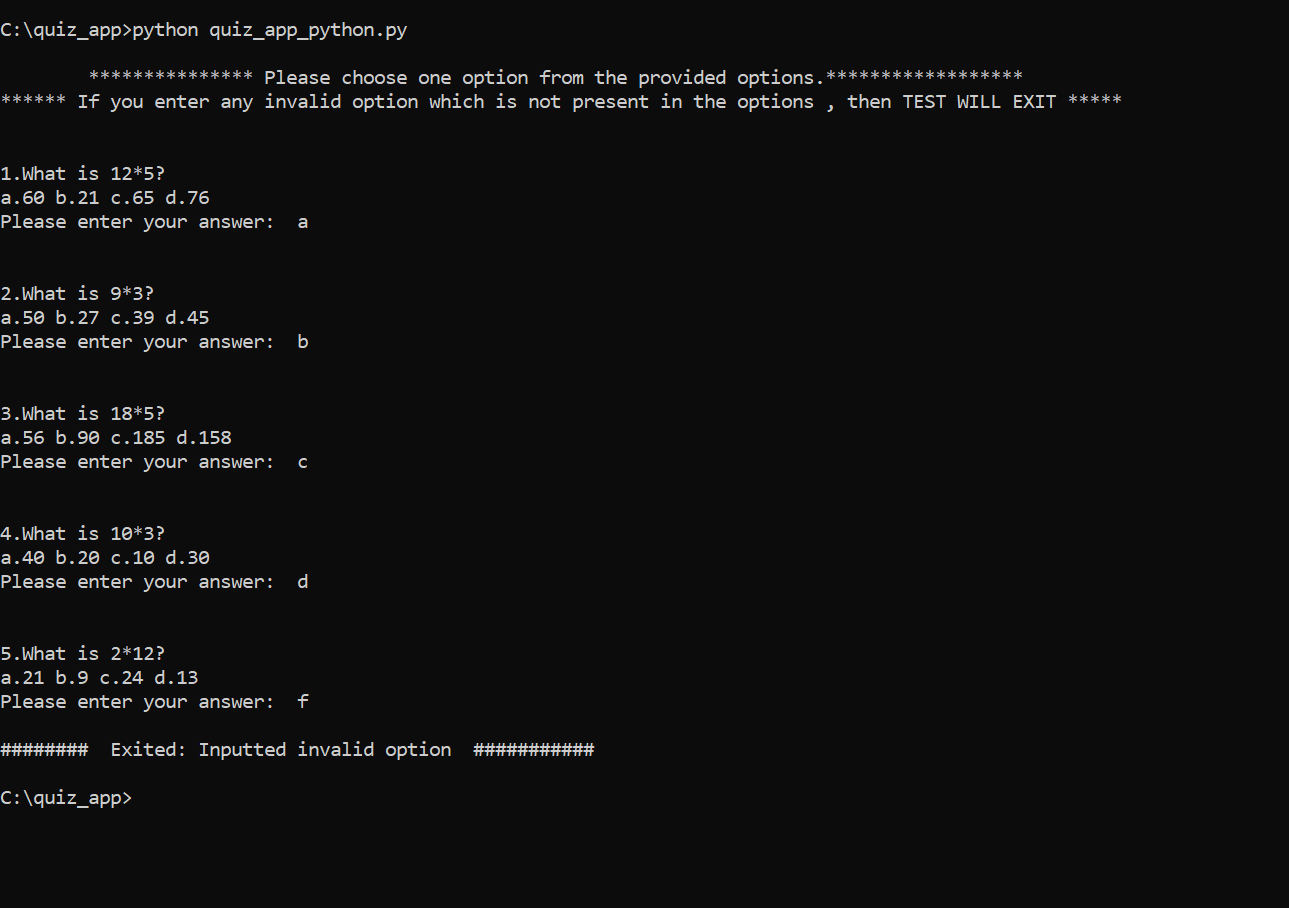 C:\quiz_app>python quiz_app_python.py
*************** Please choose one option from the provided options.******************
****** If you enter any invalid option which is not present in the options , then TEST WILL EXIT *****
1.What is 12*5?
a.60 b.21 c.65 d.76
Please enter your answer:  a
2.What is 9*3?
a.50 b.27 c.39 d.45
Please enter your answer:  b
3.What is 18*5?
a.56 b.90 c.185 d.158
Please enter your answer:  c
4.What is 10*3?
a.40 b.20 c.10 d.30
Please enter your answer:  d
5.What is 2*12?
a.21 b.9 c.24 d.13
Please enter your answer:  f
########  Exited: Inputted invalid option  ###########
C:\quiz_app>